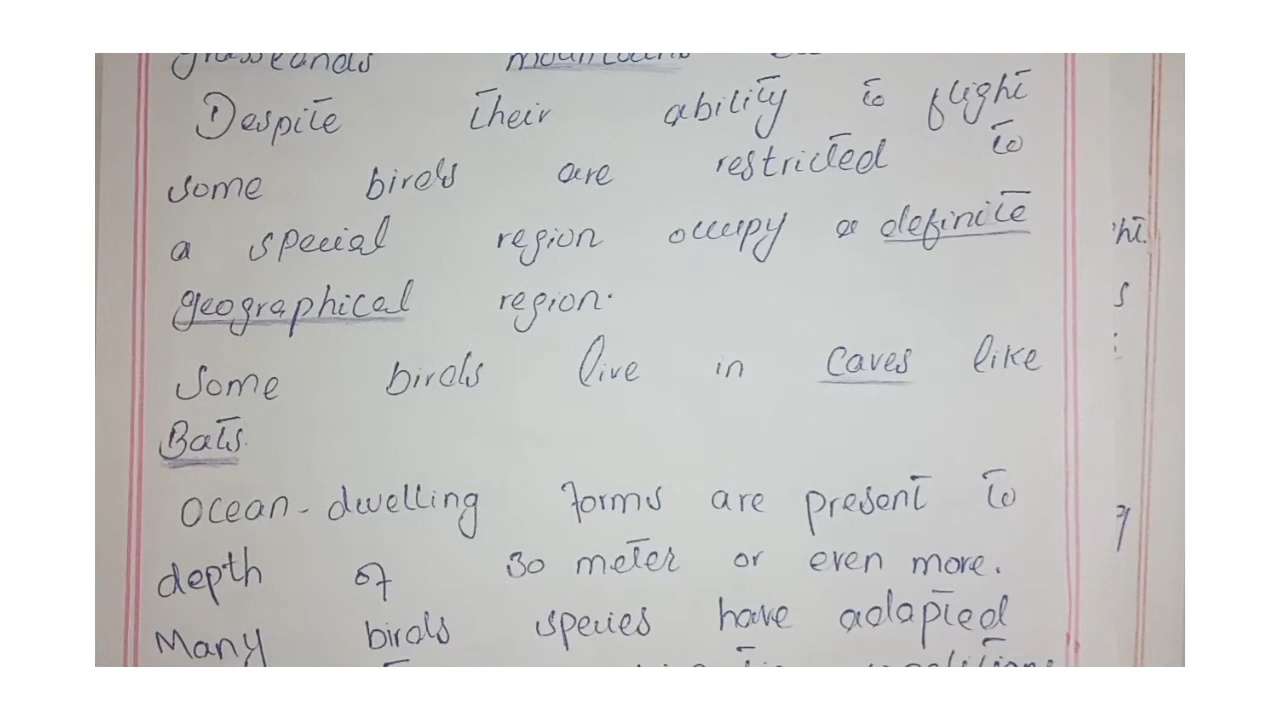 grasslands mountains
Despite their ability to flight
some birds are restricted to
a special region occupy a definite
geographical region.
Some birds live in caves like
Bats.
Ocean-dwelling forms are present to
depth of 30 meter or even more.
Many birds species have adapted